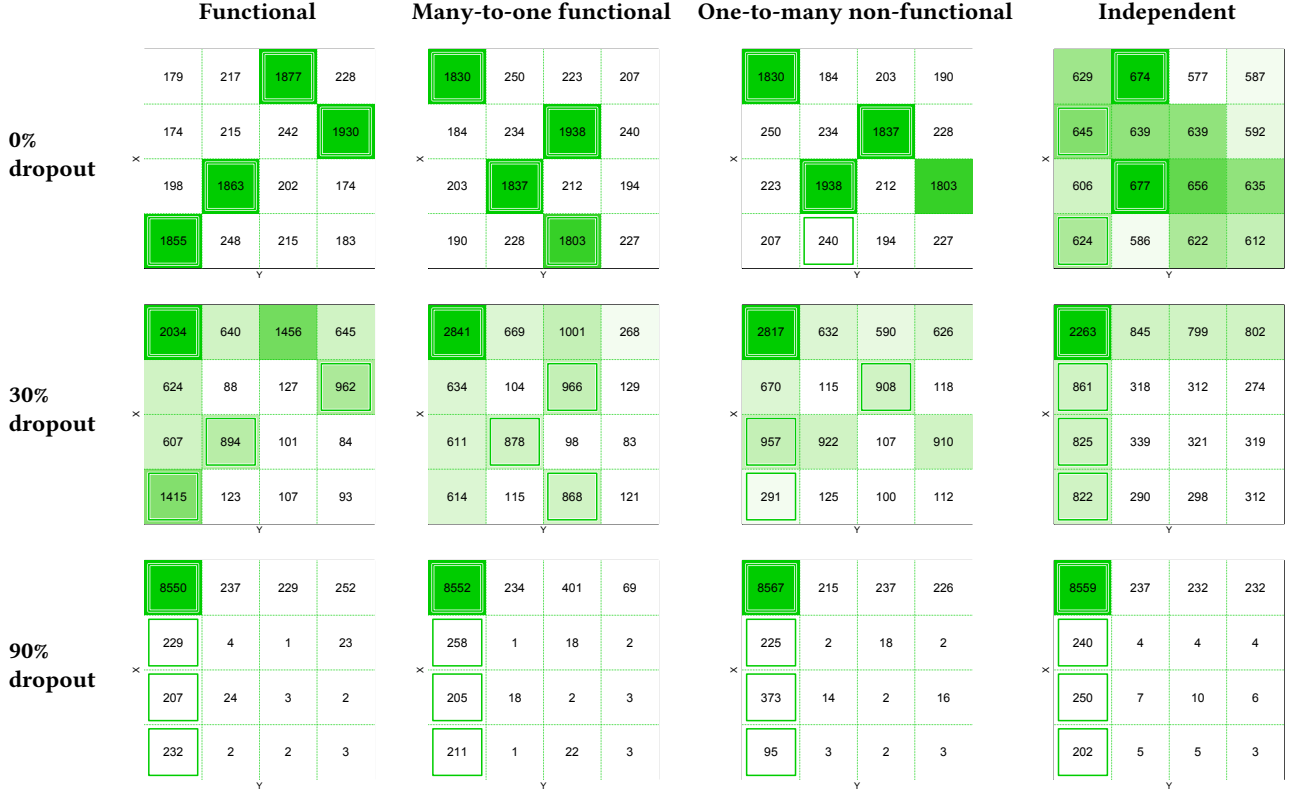 Functional Many-to-one functional One-to-many non-functional Independent
179 217 1877 228 1830 250 223 207 1830 184 203 190 629 674 577 587
174 215 242 1930 184 234 1938 240 250 234 1837 228 645 639 639 592
0%
dropout
X X X X
198 1863 202 174 203 1837 212 194 223 1938 212 1803 606 677 656 635
1855 248 215 183 190 228 1803 227 207 240 194 227 624 586 622 612
Y Y Y Y
2034 640 1456 645 2841 669 1001 268 2817 632 590 626 2263 845 799 802
624 88 127 962 634 104 966 129 670 115 908 118 861 318 312 274
30%
dropout
X X X X
607 894 101 84 611 878 98 83 957 922 107 910 825 339 321 319
1415 123 107 93 614 115 868 121 291 125 100 112 822 290 298 312
Y Y Y Y
8550 237 229 252 8552 234 401 69 8567 215 237 226 8559 237 232 232
229 4 1 23 258 1 18 2 225 2 18 2 240 4 4 4
90%
dropout
X X X X
207 24 3 2 205 18 2 3 373 14 2 16 250 7 10 6
232 2 2 3 211 1 22 3 95 3 2 3 202 5 5 3
Y Y Y Y